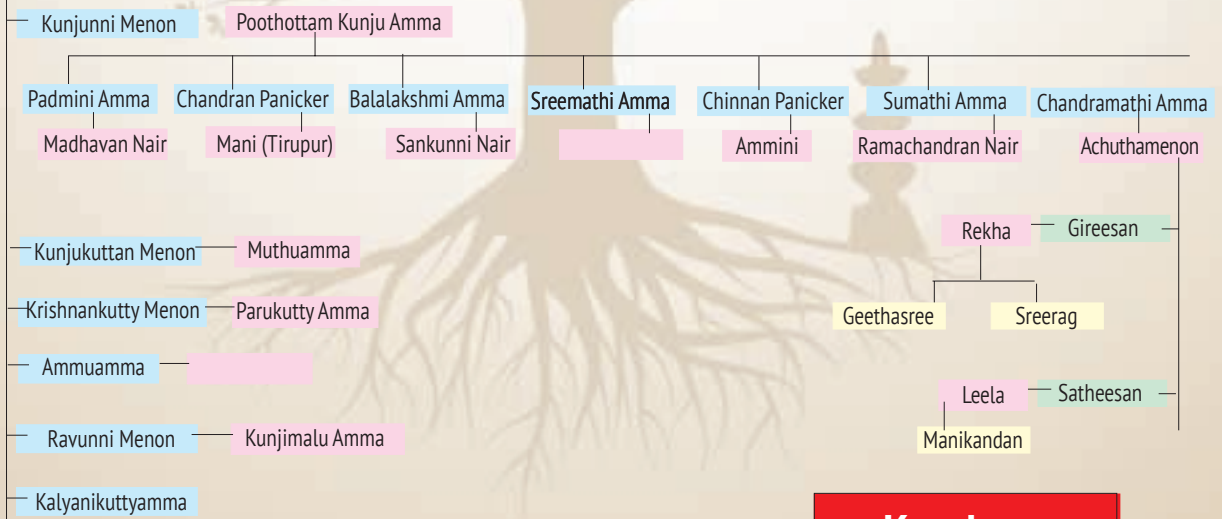 Kunjunni Menon Poothottam Kunju Amma
Padmini Amma Chandran Panicker Balalakshmi Amma Sreemathi Amma Chinnan Panicker Sumathi Amma Chandramathi Amma
Madhavan Nair Mani (Tirupur) Sankunni Nair Ammini Ramachandran Nair Achuthamenon
Rekha Gireesan
Kunjukuttan Menon Muthuamma
Krishnankutty Menon Parukutty Amma
Geethasree Sreerag
Ammuamma
Leela Satheesan
Ravunni Menon Kunjimalu Amma
Manikandan
Kalyanikuttyamma